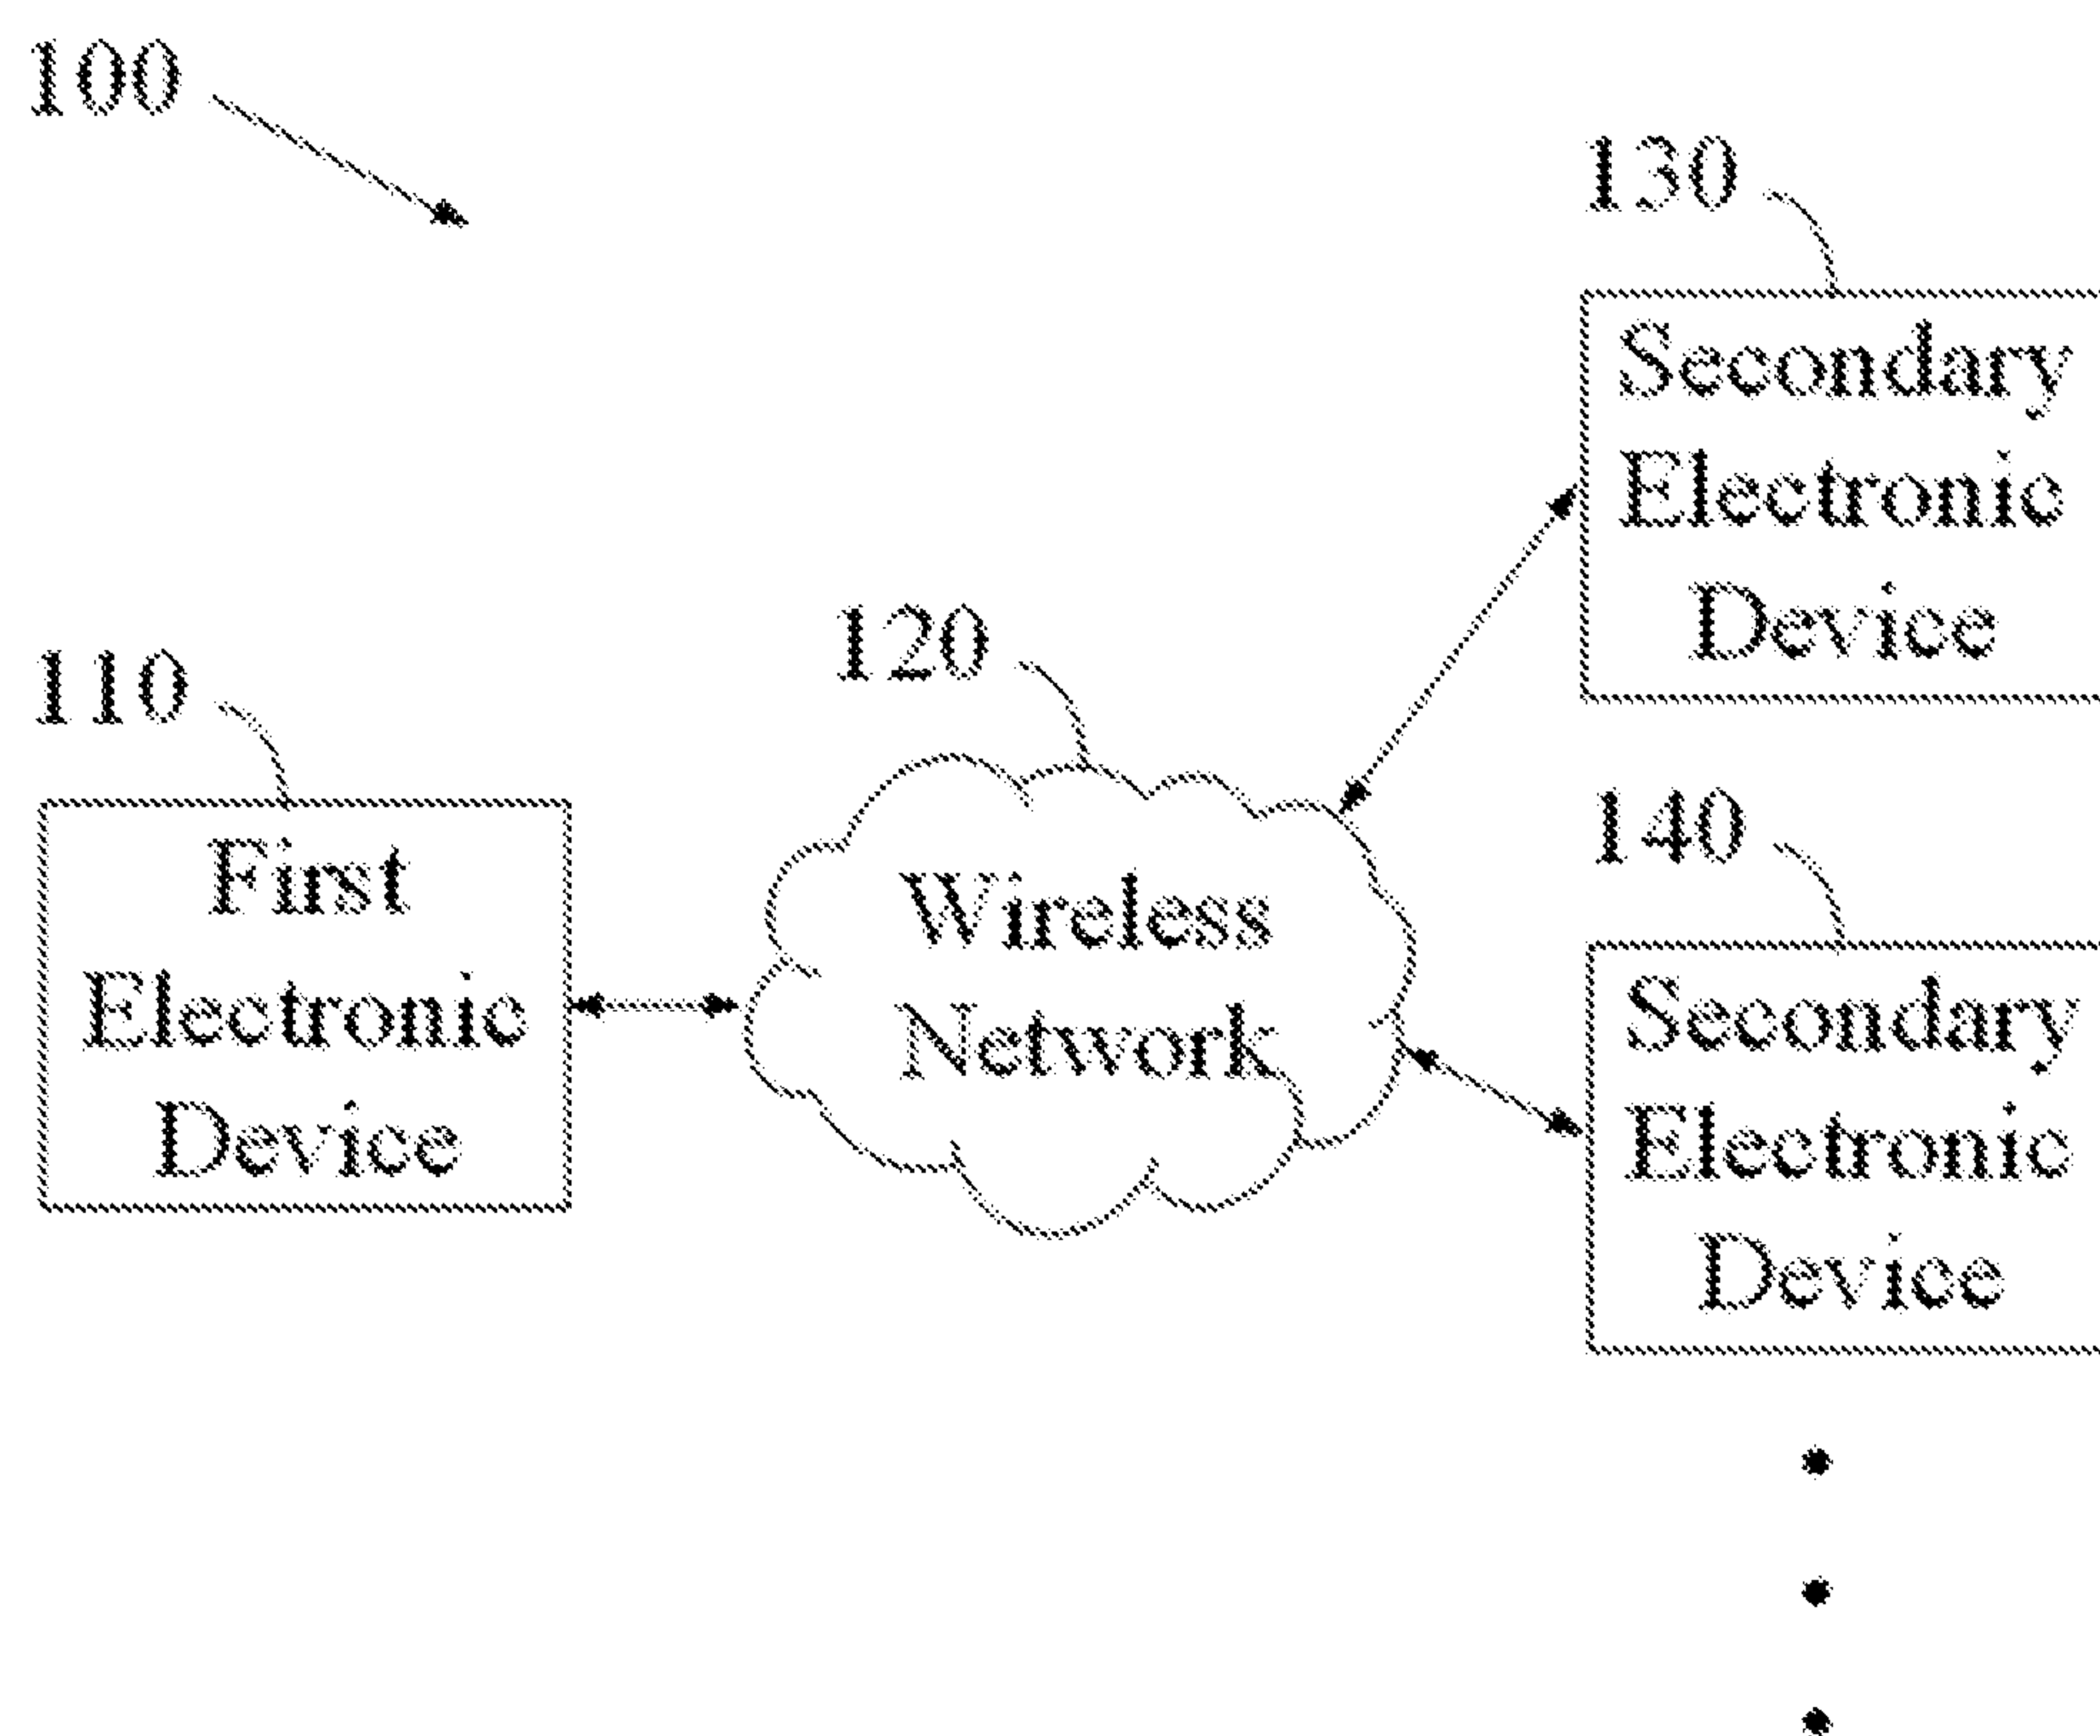 100
130
Secondary
Electronic
Device
120
110
First
Electronic
Device
Wireless
Network
140
Secondary
Electronic
Device